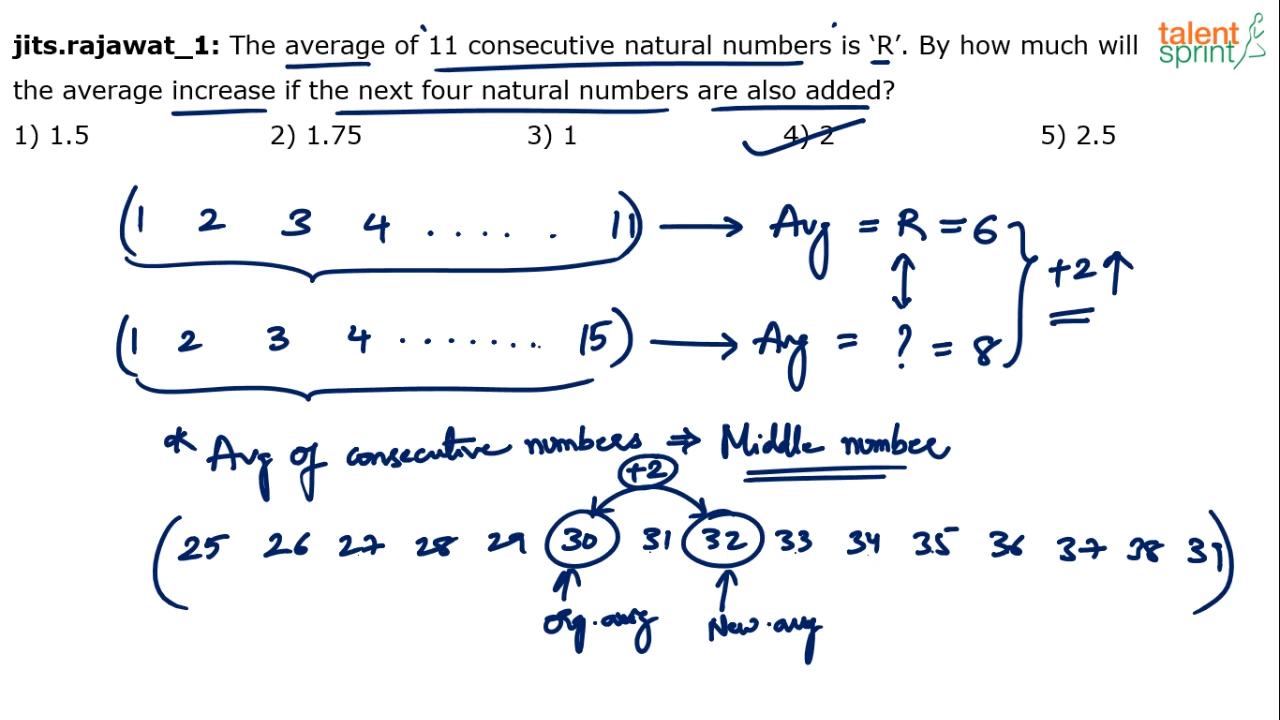 jits.rajawat_1: The average of 11 consecutive natural numbers is ‘R’. By how much will
the average increase if the next four natural numbers are also added?
talent
sprint
1) 1.5 2) 1.75 3) 1 4) 2 5) 2.5
(1 2 3 4 ..... . 11) → Avg = R = 6
+2 ↑
(1 2 3 4 ........ 15) → Avg = ? = 8
* Avg of consecutive numbers ⇒ Middle number
+2
(25 26 27 28 29 30 31 32 33 34 35 36 37 38 39)
Org. avg New. avg